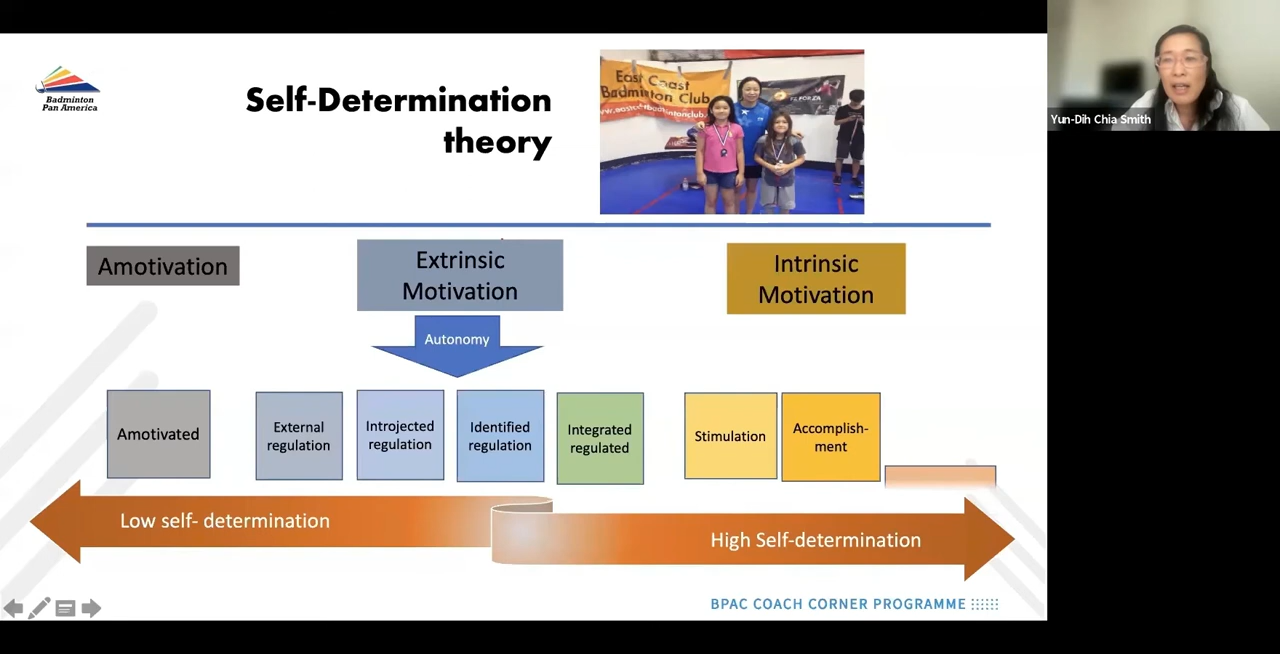 Badminton
Pan America
Self-Determination
theory
East Coast
Badminton Club
FZ FORZA
Yun-Dih Chia Smith
Amotivation
Extrinsic
Motivation
Intrinsic
Motivation
Autonomy
Amotivated
External
regulation
Introjected
regulation
Identified
regulation
Integrated
regulated
Stimulation
Accomplish-
ment
Low self- determination
High Self-determination
BPAC COACH CORNER PROGRAMME